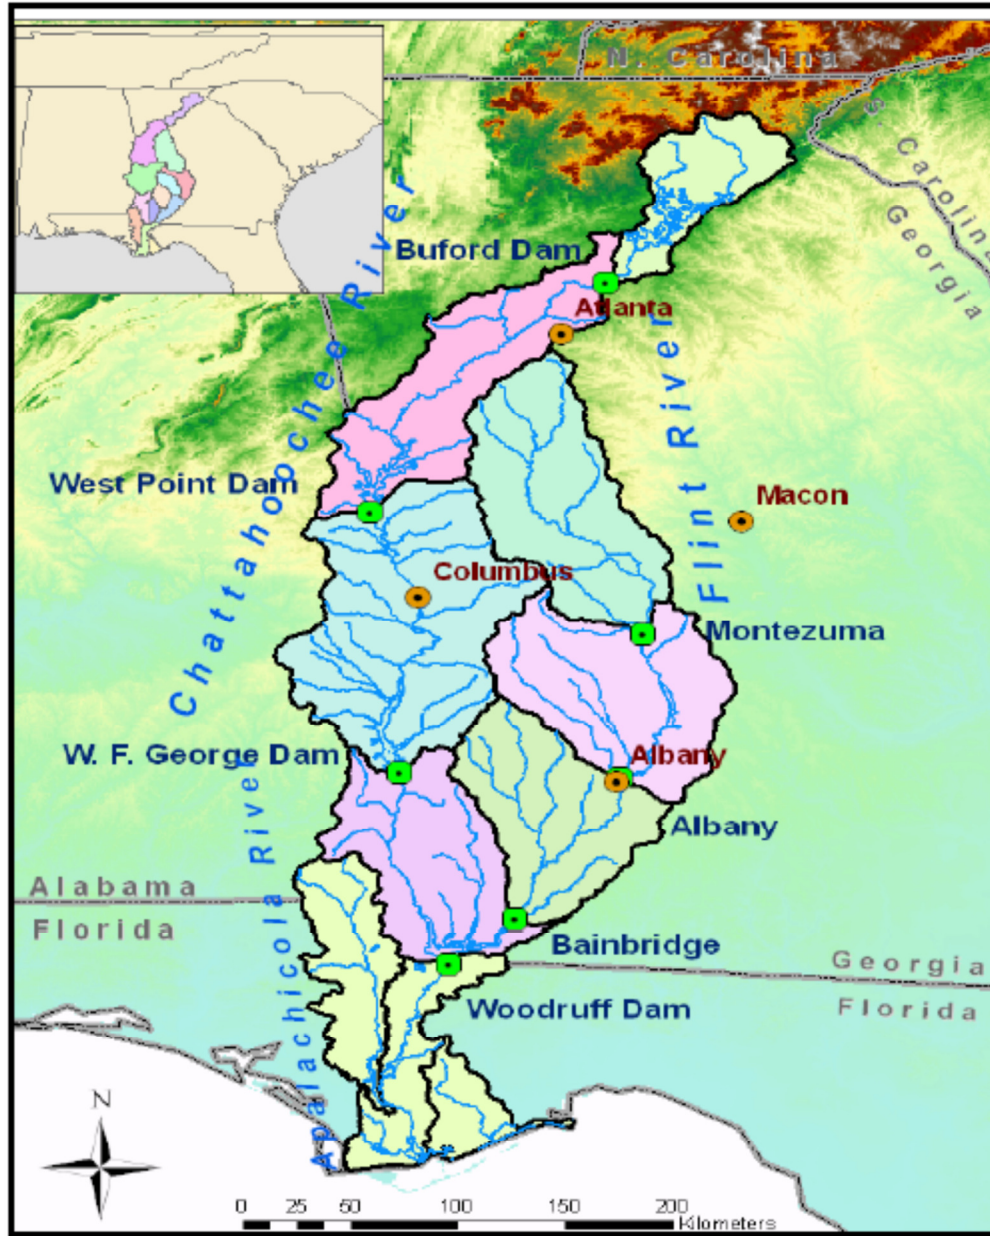 N. Carolina
S. Carolina
Georgia
Buford Dam
Atlanta
Chattahoochee River
Flint River
West Point Dam
Macon
Columbus
Montezuma
W. F. George Dam
Albany
Albany
Apalachicola River
Alabama
Florida
Bainbridge
Georgia
Florida
Woodruff Dam
N
0 25 50 100 150 200
Kilometers